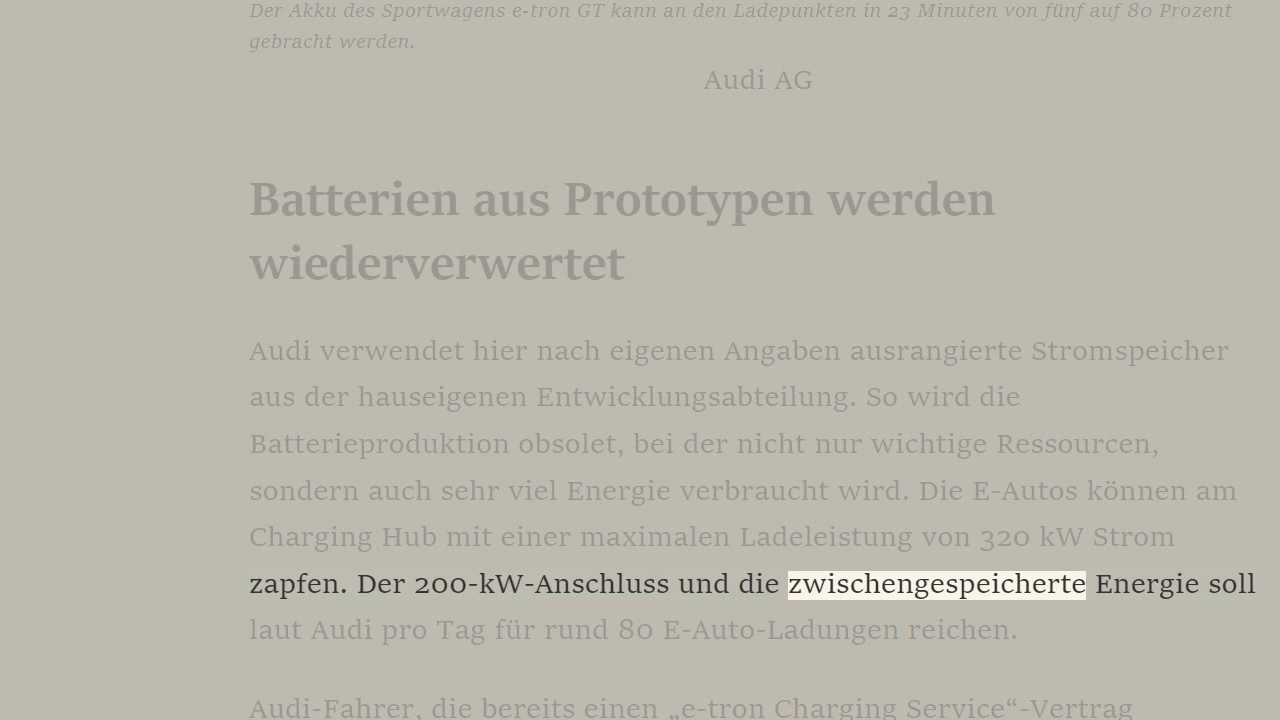 Der Akku des Sportwagens e-tron GT kann an den Ladepunkten in 23 Minuten von fünf auf 80 Prozent
gebracht werden.
Audi AG
Batterien aus Prototypen werden
wiederverwertet
Audi verwendet hier nach eigenen Angaben ausrangierte Stromspeicher
aus der hauseigenen Entwicklungsabteilung. So wird die
Batterieproduktion obsolet, bei der nicht nur wichtige Ressourcen,
sondern auch sehr viel Energie verbraucht wird. Die E-Autos können am
Charging Hub mit einer maximalen Ladeleistung von 320 kW Strom
zapfen. Der 200-kW-Anschluss und die zwischengespeicherte Energie soll
laut Audi pro Tag für rund 80 E-Auto-Ladungen reichen.
Audi-Fahrer, die bereits einen „e-tron Charging Service“-Vertrag